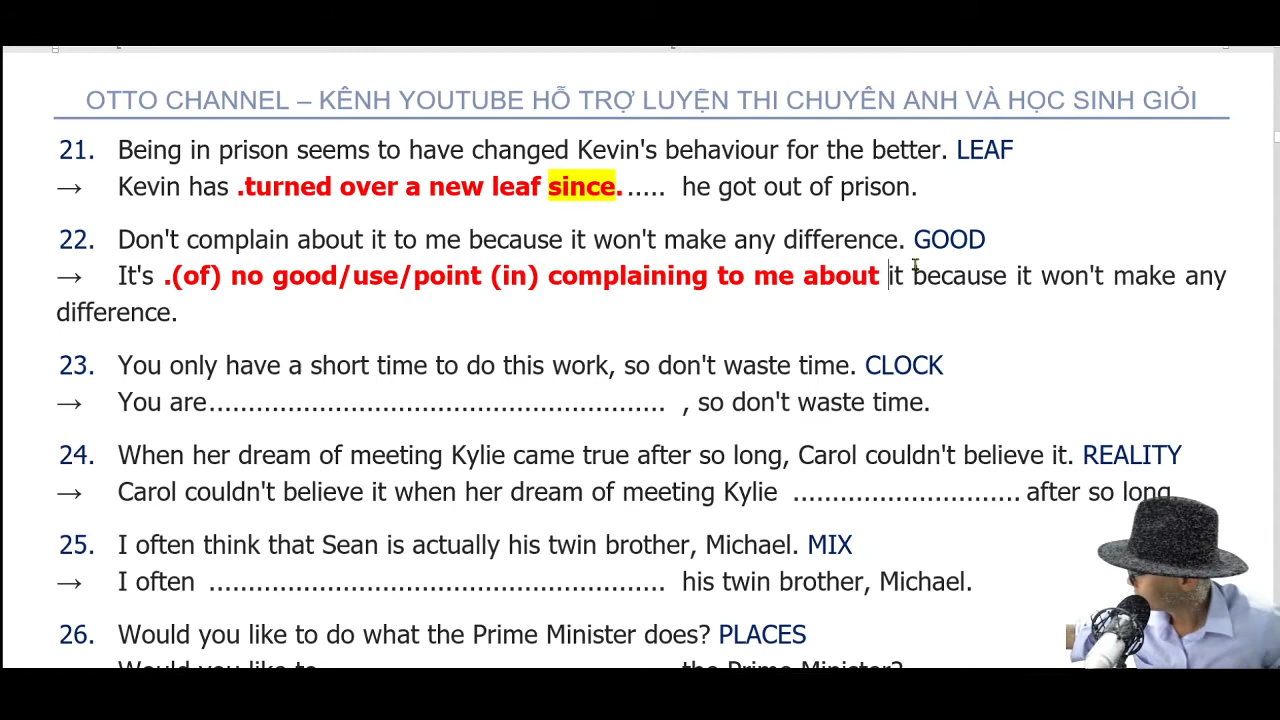 OTTO CHANNEL – KÊNH YOUTUBE HỖ TRỢ LUYỆN THI CHUYÊN ANH VÀ HỌC SINH GIỎI
21. Being in prison seems to have changed Kevin's behaviour for the better. LEAF
→ Kevin has .turned over a new leaf since...... he got out of prison.
22. Don't complain about it to me because it won't make any difference. GOOD
→ It's .(of) no good/use/point (in) complaining to me about it because it won't make any
difference.
23. You only have a short time to do this work, so don't waste time. CLOCK
→ You are.......................................................... , so don't waste time.
24. When her dream of meeting Kylie came true after so long, Carol couldn't believe it. REALITY
→ Carol couldn't believe it when her dream of meeting Kylie ............................. after so long
25. I often think that Sean is actually his twin brother, Michael. MIX
→ I often .......................................................... his twin brother, Michael.
26. Would you like to do what the Prime Minister does? PLACES
Would you like to the Prime Minister?